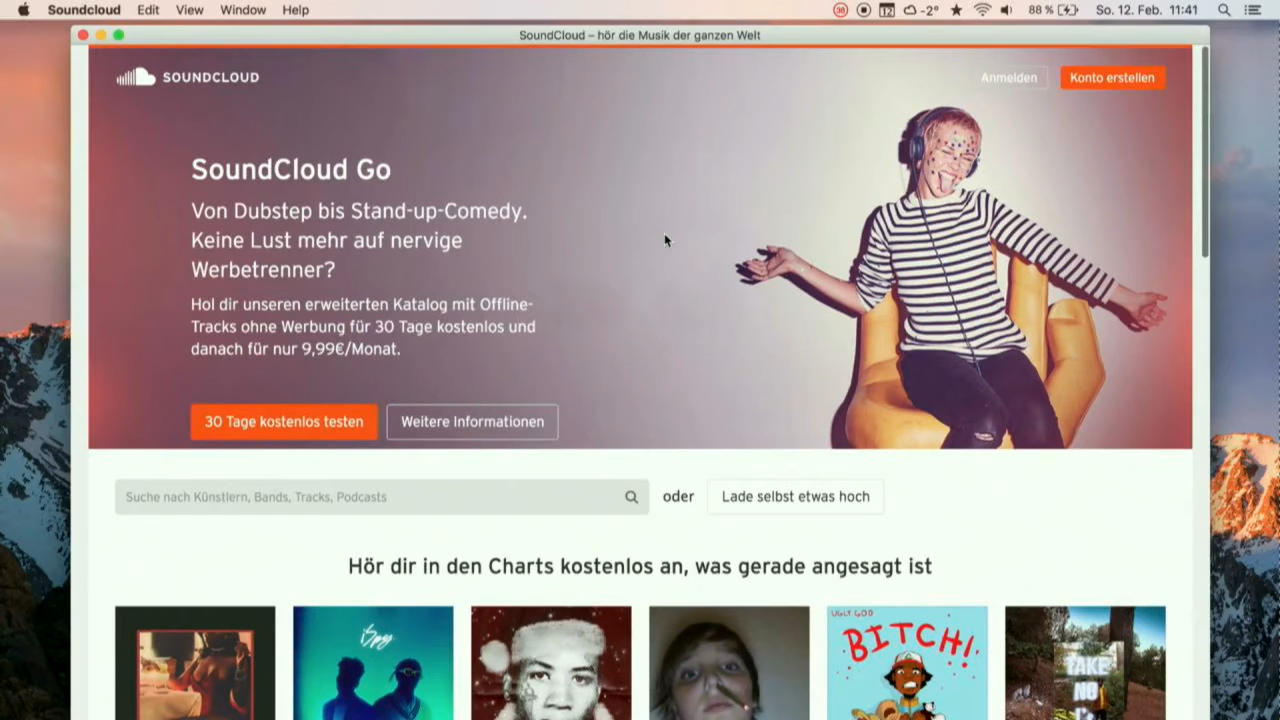 Soundcloud Edit View Window Help
38 12 -2° 88 % So. 12. Feb. 11:41
SoundCloud – hör die Musik der ganzen Welt
SOUNDCLOUD
Anmelden Konto erstellen
SoundCloud Go
Von Dubstep bis Stand-up-Comedy.
Keine Lust mehr auf nervige
Werbetrenner?
Hol dir unseren erweiterten Katalog mit Offline-
Tracks ohne Werbung für 30 Tage kostenlos und
danach für nur 9,99€/Monat.
30 Tage kostenlos testen Weitere Informationen
Suche nach Künstlern, Bands, Tracks, Podcasts oder Lade selbst etwas hoch
Hör dir in den Charts kostenlos an, was gerade angesagt ist
iSpy
UGLY GOD
BITCH!
TAKE
NO